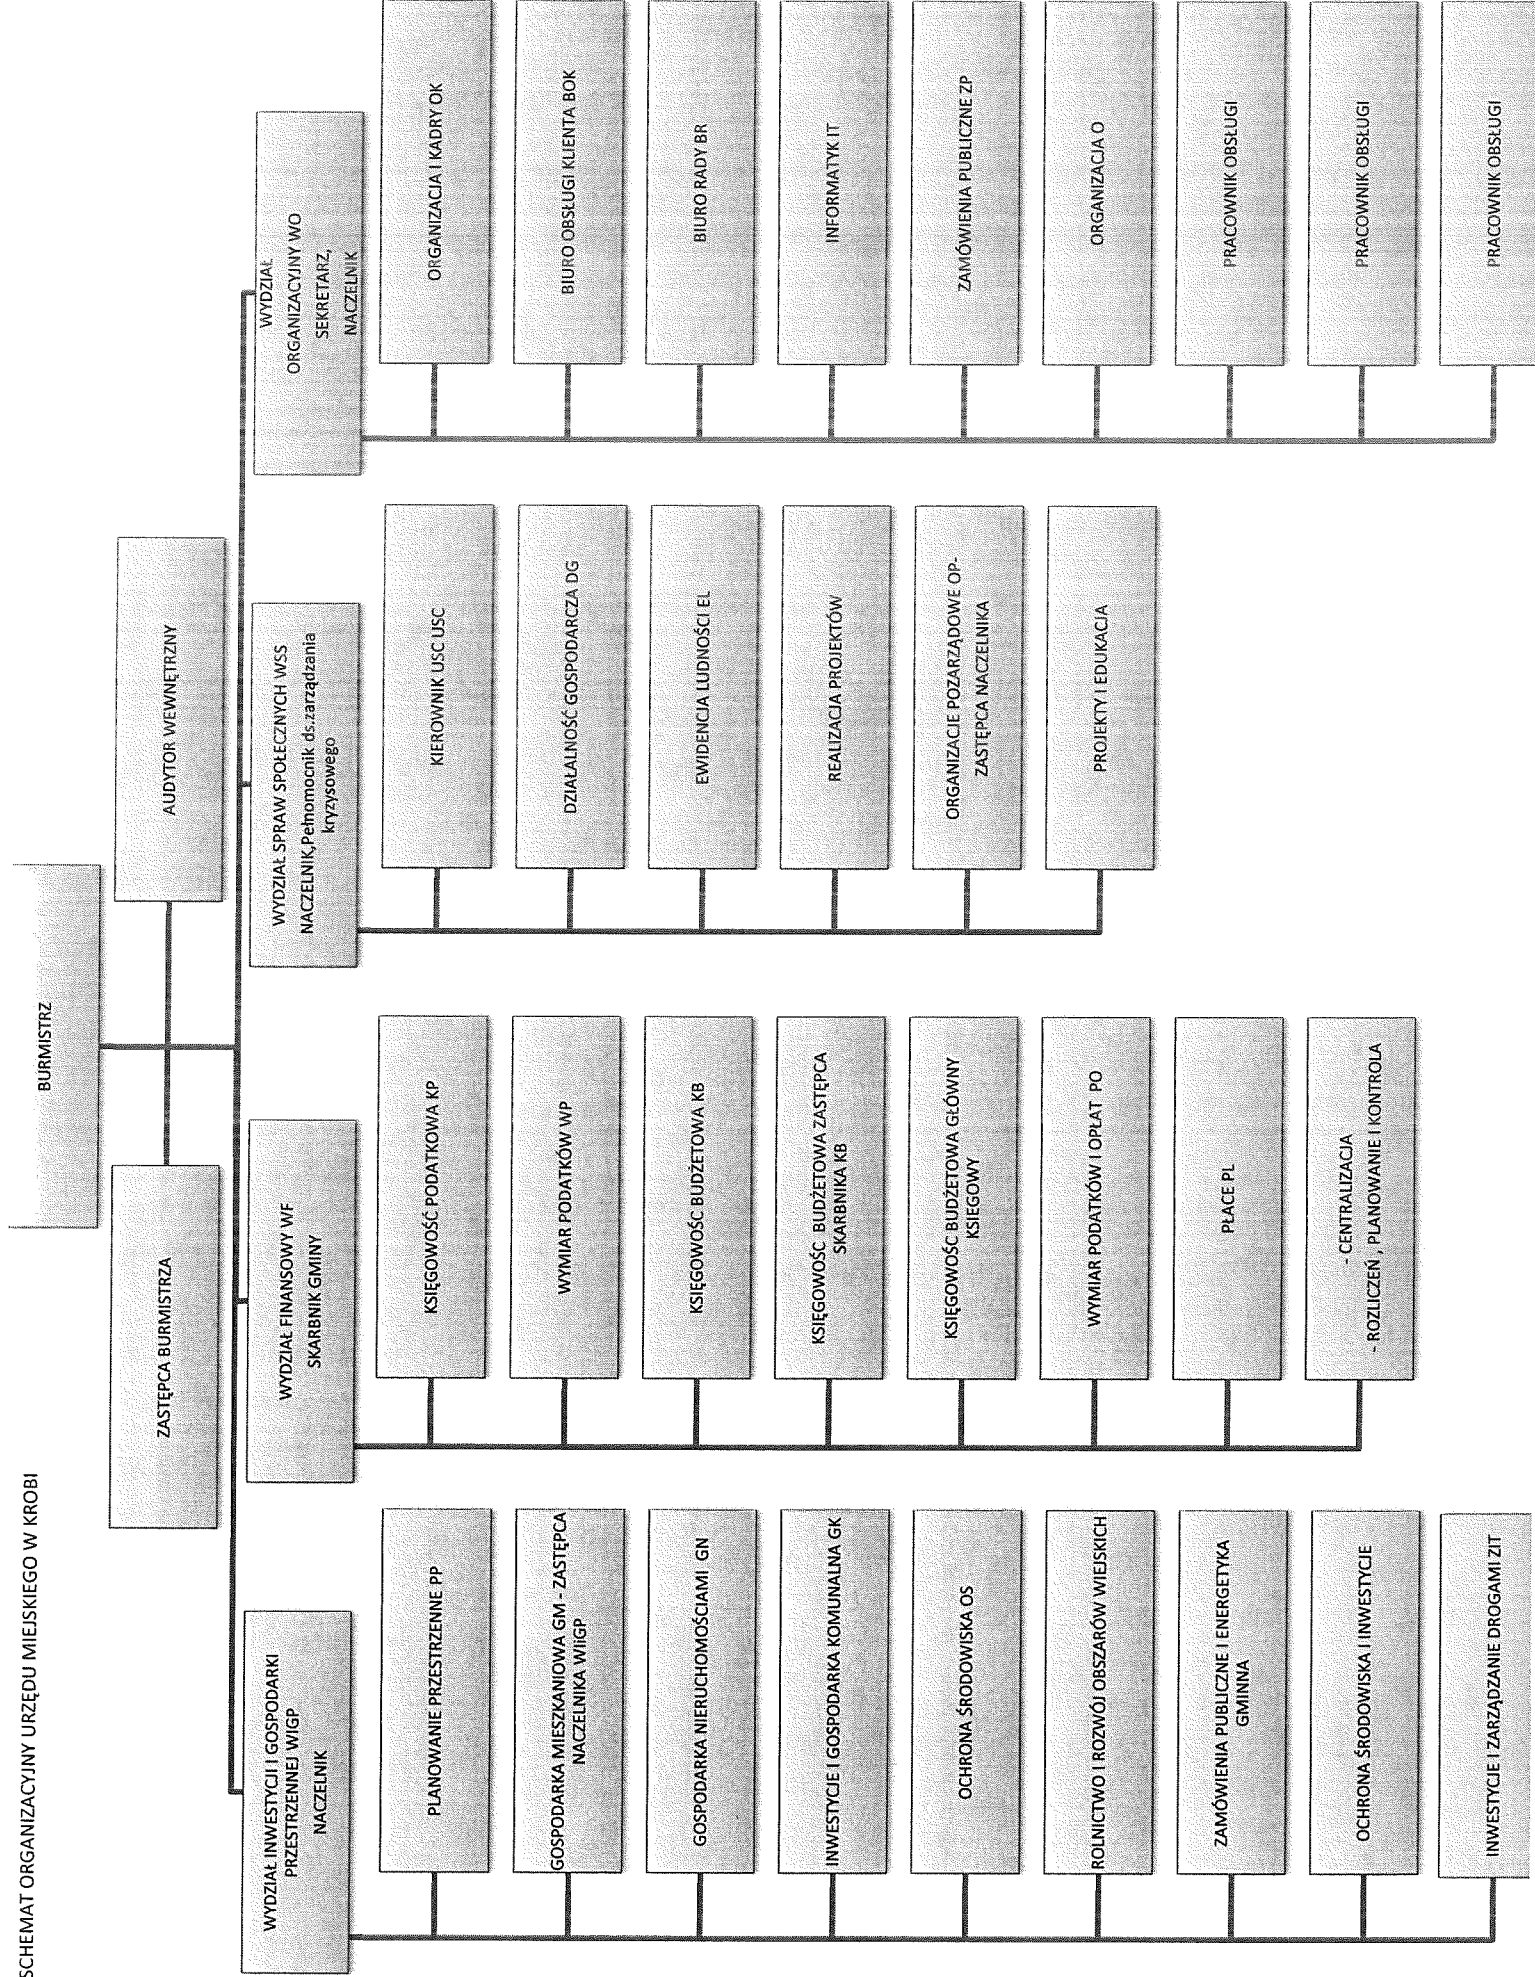 SCHEMAT ORGANIZACYJNY URZĘDU MIEJSKIEGO W KROBI
BURMISTRZ
ZASTĘPCA BURMISTRZA
AUDYTOR WEWNĘTRZNY
WYDZIAŁ INWESTYCJI I GOSPODARKI
PRZESTRZENNEJ WIGP
NACZELNIK
PLANOWANIE PRZESTRZENNE PP
GOSPODARKA MIESZKANIOWA GM - ZASTĘPCA
NACZELNIKA WIiGP
GOSPODARKA NIERUCHOMOŚCIAMI GN
INWESTYCJE I GOSPODARKA KOMUNALNA GK
OCHRONA ŚRODOWISKA OS
ROLNICTWO I ROZWÓJ OBSZARÓW WIEJSKICH
ZAMÓWIENIA PUBLICZNE I ENERGETYKA
GMINNA
OCHRONA ŚRODOWISKA I INWESTYCJE
INWESTYCJE I ZARZĄDZANIE DROGAMI ZIT
WYDZIAŁ FINANSOWY WF
SKARBNIK GMINY
KSIĘGOWOŚĆ PODATKOWA KP
WYMIAR PODATKÓW WP
KSIĘGOWOŚĆ BUDŻETOWA KB
KSIĘGOWOŚC BUDŻETOWA ZASTĘPCA
SKARBNIKA KB
KSIĘGOWOŚC BUDŻETOWA GŁÓWNY
KSIEGOWY
WYMIAR PODATKÓW I OPŁAT PO
PŁACE PL
- CENTRALIZACJA
- ROZLICZEŃ , PLANOWANIE I KONTROLA
WYDZIAŁ SPRAW SPOŁECZNYCH WSS
NACZELNIK,Pełnomocnik ds.zarządzania
kryzysowego
KIEROWNIK USC USC
DZIAŁALNOŚĆ GOSPODARCZA DG
EWIDENCJA LUDNOŚCI EL
REALIZACJA PROJEKTÓW
ORGANIZACJE POZARZĄDOWE OP-
ZASTĘPCA NACZELNIKA
PROJEKTY I EDUKACJA
WYDZIAŁ
ORGANIZACYJNY WO
SEKRETARZ,
NACZELNIK
ORGANIZACJA I KADRY OK
BIURO OBSŁUGI KLIENTA BOK
BIURO RADY BR
INFORMATYK IT
ZAMÓWIENIA PUBLICZNE ZP
ORGANIZACJA O
PRACOWNIK OBSŁUGI
PRACOWNIK OBSŁUGI
PRACOWNIK OBSŁUGI